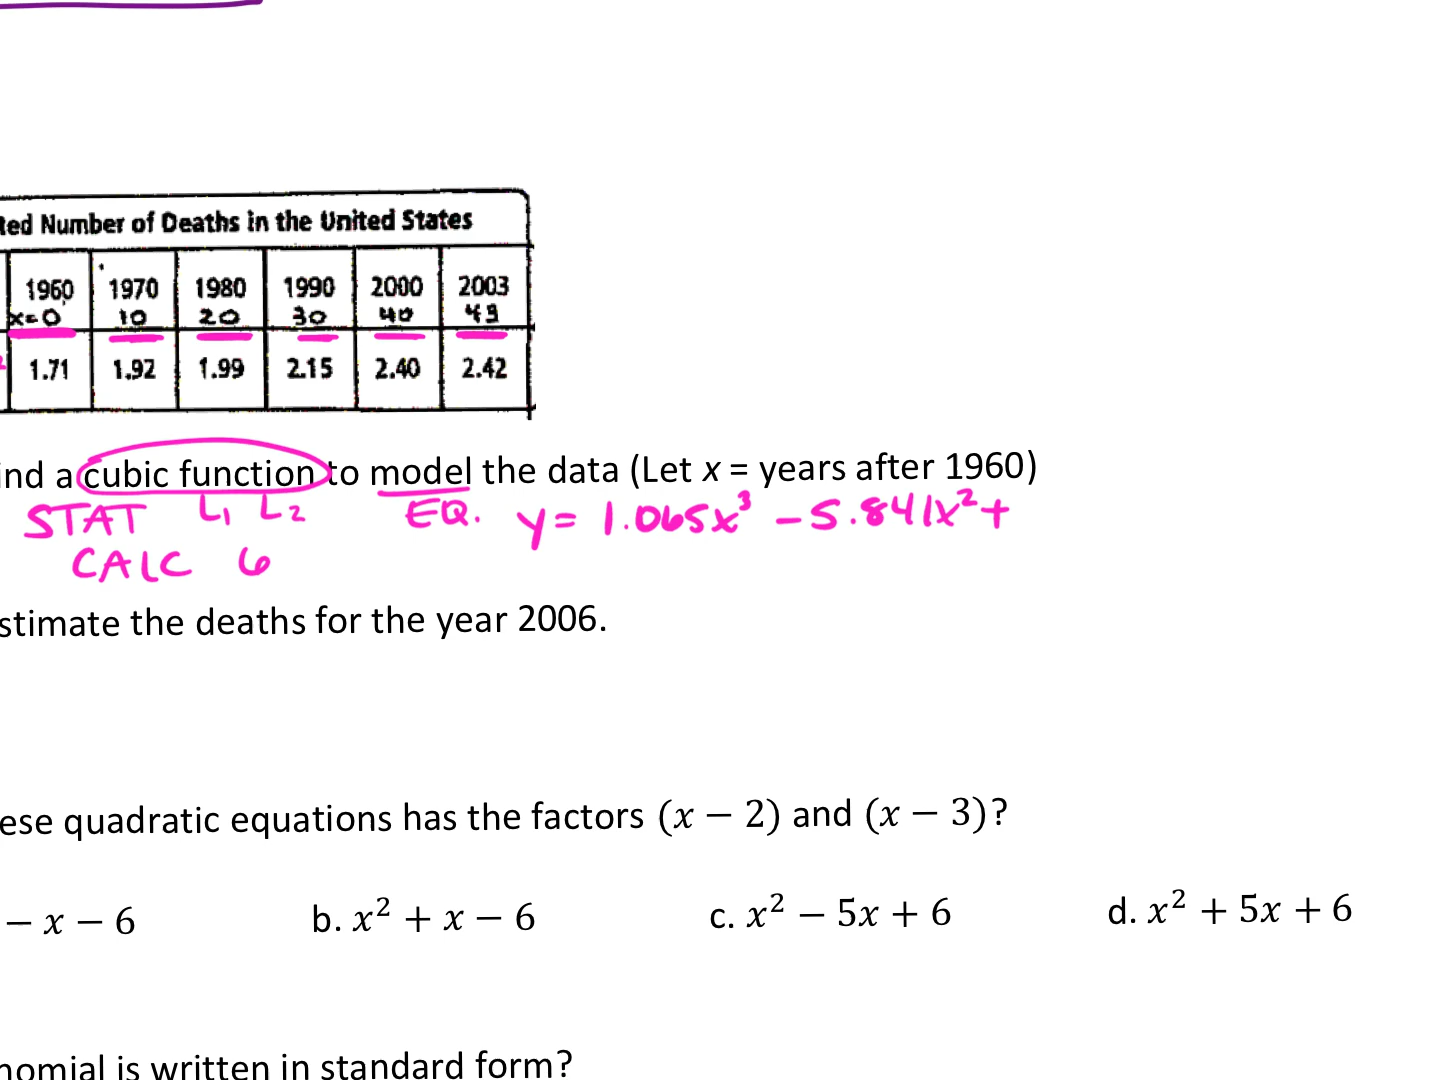 ted Number of Deaths in the United States
1960 1970 1980 1990 2000 2003
x=0 10 20 30 40 43
1.71 1.92 1.99 2.15 2.40 2.42
ind a cubic function to model the data (Let x = years after 1960)
STAT L1 L2 EQ. y = 1.065x³ - 5.841x² +
CALC 6
stimate the deaths for the year 2006.
ese quadratic equations has the factors (x − 2) and (x − 3)?
− x − 6 b. x² + x − 6 c. x² − 5x + 6 d. x² + 5x + 6
nomial is written in standard form?